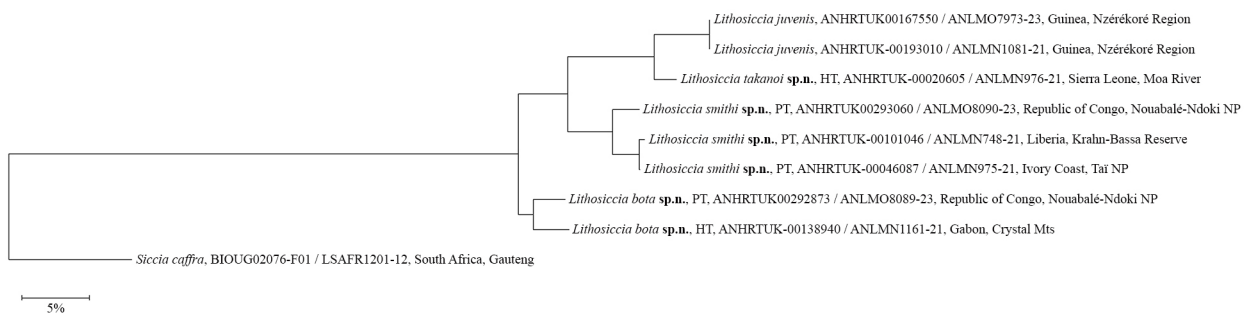 Lithosiccia juvenis, ANHRTUK00167550 / ANLMO7973-23, Guinea, Nzérékoré Region
Lithosiccia juvenis, ANHRTUK-00193010 / ANLMN1081-21, Guinea, Nzérékoré Region
Lithosiccia takanoi sp.n., HT, ANHRTUK-00020605 / ANLMN976-21, Sierra Leone, Moa River
Lithosiccia smithi sp.n., PT, ANHRTUK00293060 / ANLMO8090-23, Republic of Congo, Nouabalé-Ndoki NP
Lithosiccia smithi sp.n., PT, ANHRTUK-00101046 / ANLMN748-21, Liberia, Krahn-Bassa Reserve
Lithosiccia smithi sp.n., PT, ANHRTUK-00046087 / ANLMN975-21, Ivory Coast, Taï NP
Lithosiccia bota sp.n., PT, ANHRTUK00292873 / ANLMO8089-23, Republic of Congo, Nouabalé-Ndoki NP
Lithosiccia bota sp.n., HT, ANHRTUK-00138940 / ANLMN1161-21, Gabon, Crystal Mts
Siccia caffra, BIOUG02076-F01 / LSAFR1201-12, South Africa, Gauteng
5%